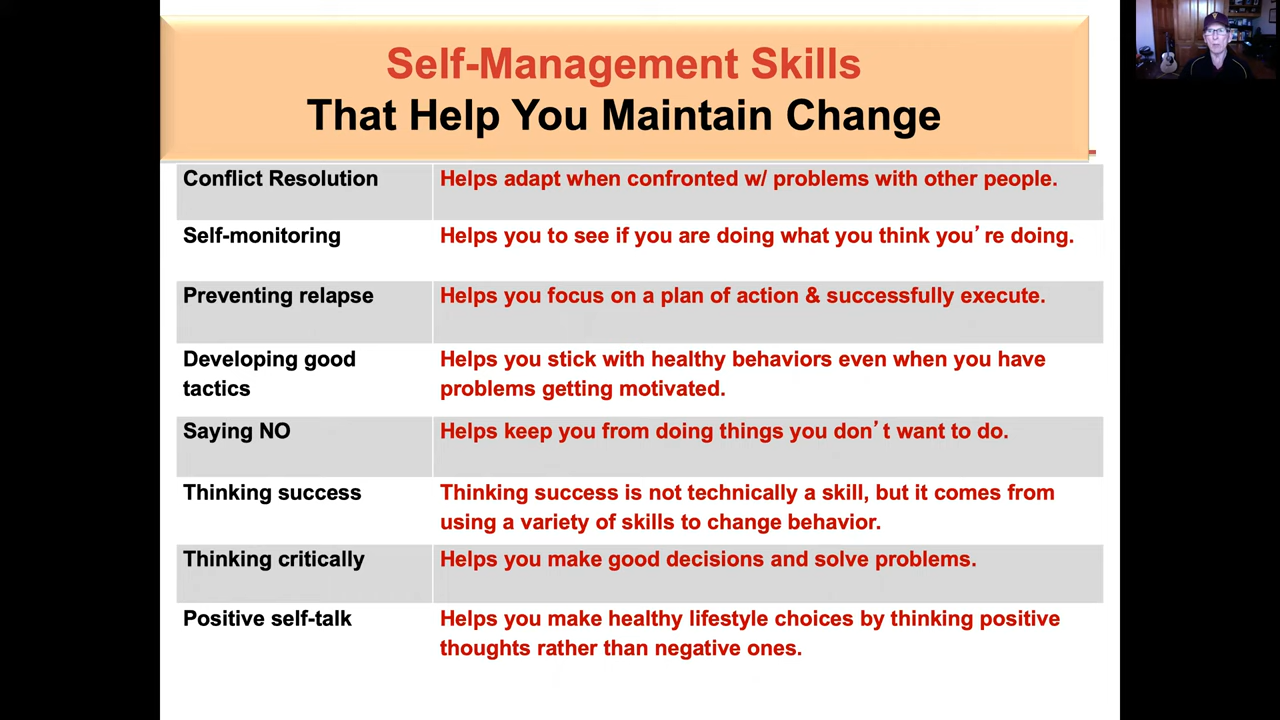 Self-Management Skills
That Help You Maintain Change
Conflict Resolution
Helps adapt when confronted w/ problems with other people.
Self-monitoring
Helps you to see if you are doing what you think you’re doing.
Preventing relapse
Helps you focus on a plan of action & successfully execute.
Developing good
tactics
Helps you stick with healthy behaviors even when you have
problems getting motivated.
Saying NO
Helps keep you from doing things you don’t want to do.
Thinking success
Thinking success is not technically a skill, but it comes from
using a variety of skills to change behavior.
Thinking critically
Helps you make good decisions and solve problems.
Positive self-talk
Helps you make healthy lifestyle choices by thinking positive
thoughts rather than negative ones.